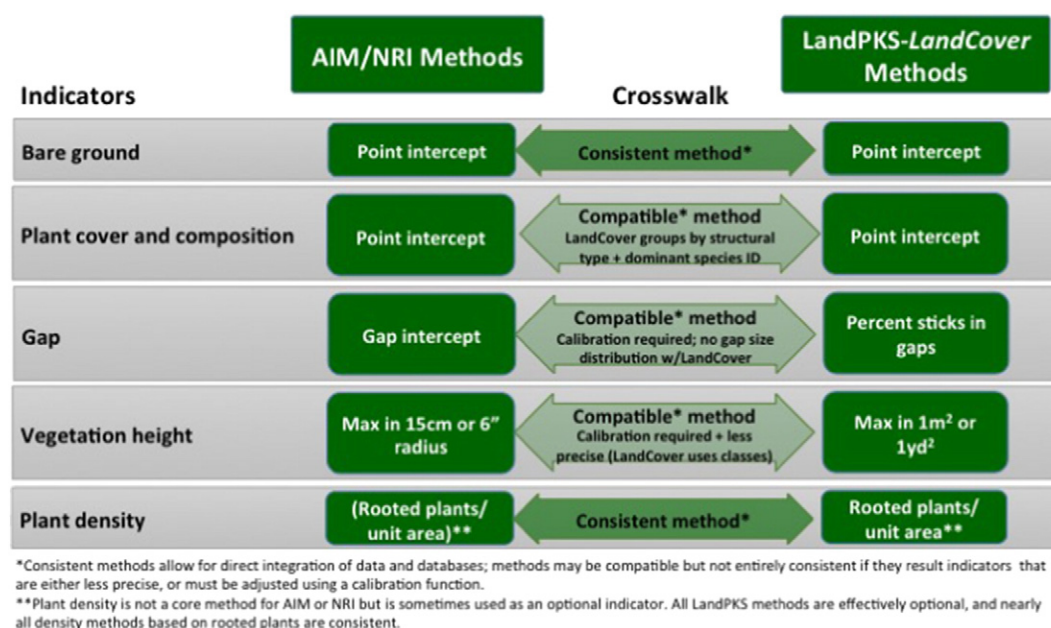 AIM/NRI Methods
LandPKS-LandCover
Methods
Indicators
Crosswalk
Bare ground
Point intercept
Consistent method*
Point intercept
Plant cover and composition
Point intercept
Compatible* method
LandCover groups by structural
type + dominant species ID
Point intercept
Gap
Gap intercept
Compatible* method
Calibration required; no gap size
distribution w/LandCover
Percent sticks in
gaps
Vegetation height
Max in 15cm or 6”
radius
Compatible* method
Calibration required + less
precise (LandCover uses classes)
Max in 1m² or
1yd²
Plant density
(Rooted plants/
unit area)**
Consistent method*
Rooted plants/
unit area**
*Consistent methods allow for direct integration of data and databases; methods may be compatible but not entirely consistent if they result indicators that
are either less precise, or must be adjusted using a calibration function.
**Plant density is not a core method for AIM or NRI but is sometimes used as an optional indicator. All LandPKS methods are effectively optional, and nearly
all density methods based on rooted plants are consistent.